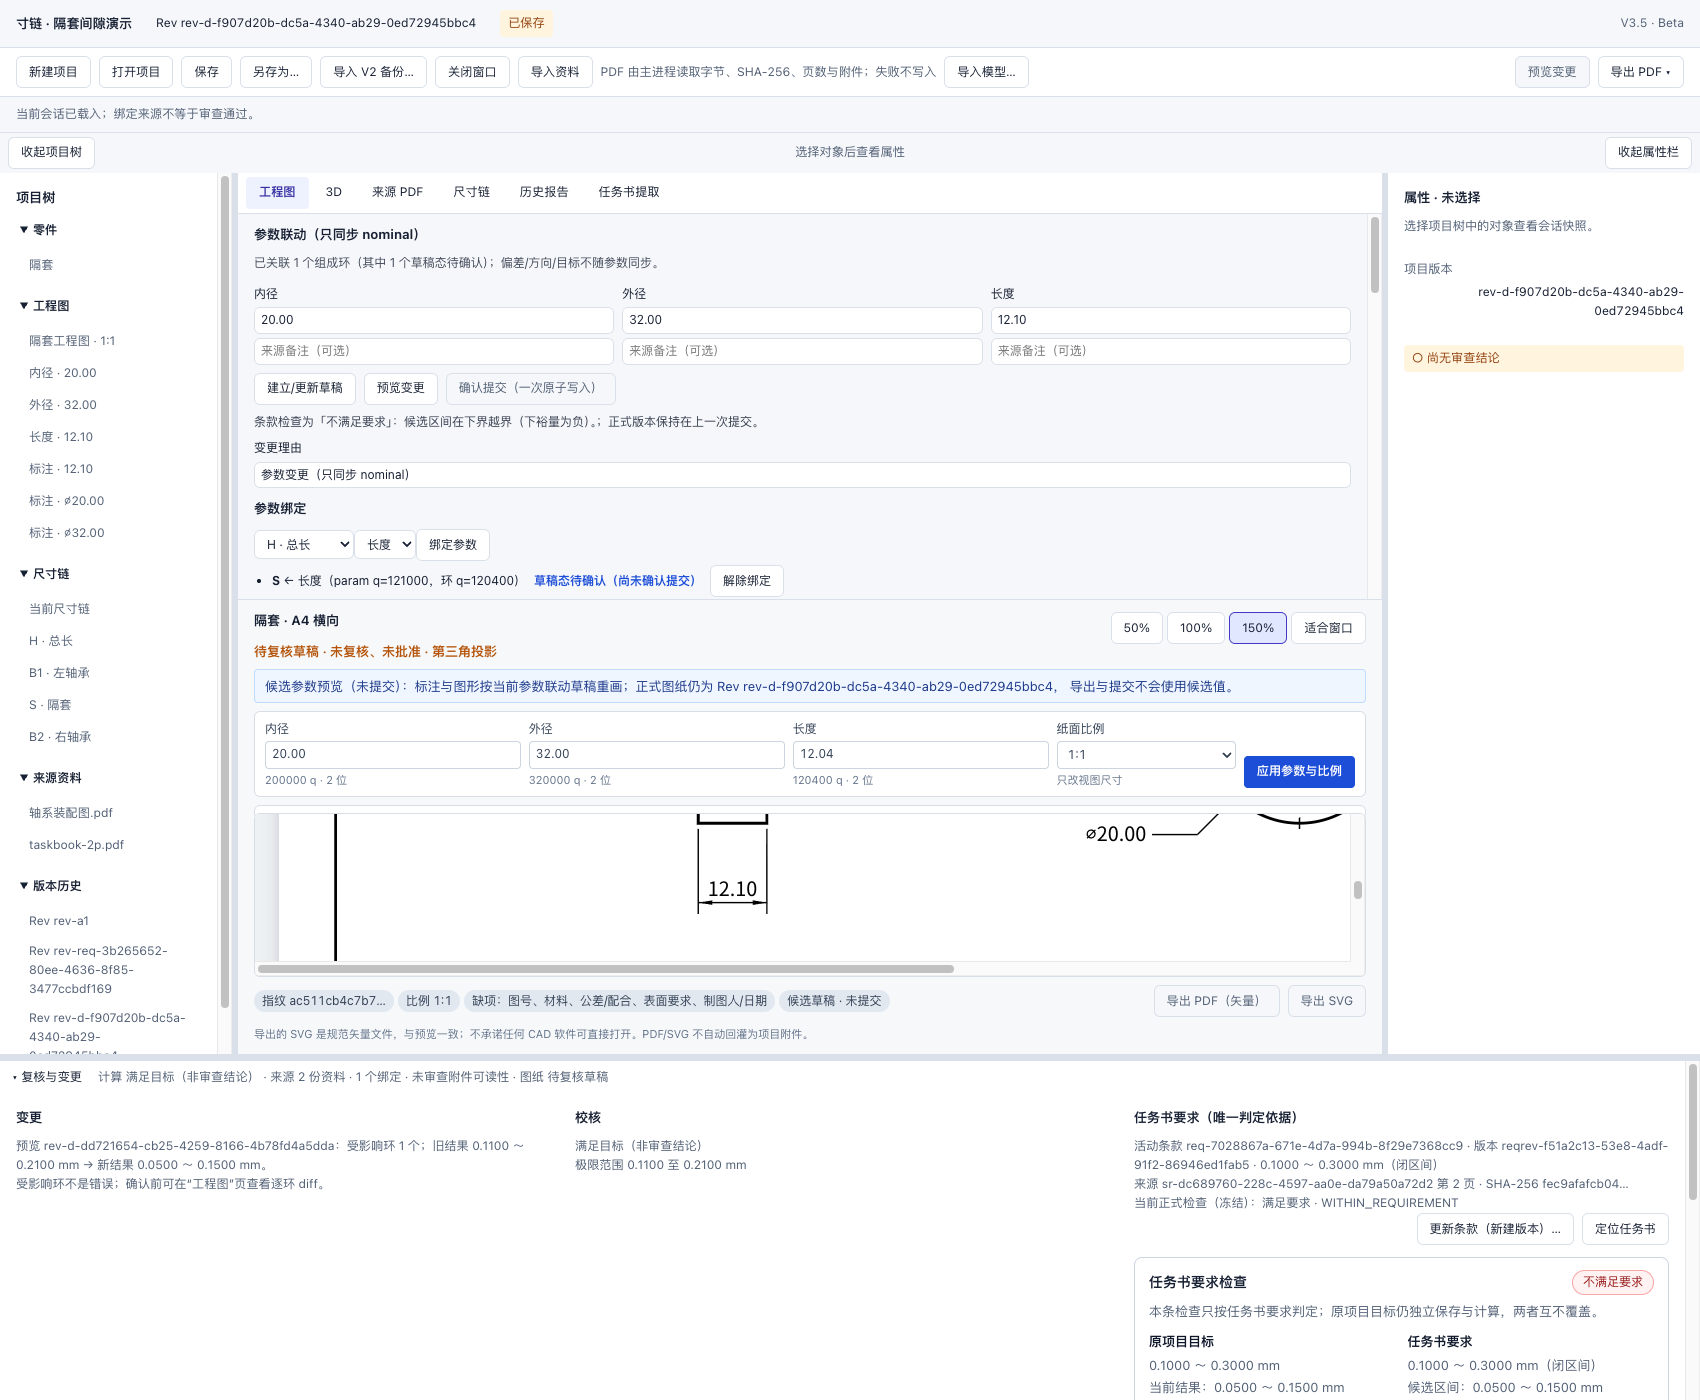 寸链 · 隔套间隙演示 Rev rev-d-f907d20b-dc5a-4340-ab29-0ed72945bbc4 已保存 V3.5 · Beta
新建项目 打开项目 保存 另存为... 导入 V2 备份... 关闭窗口 导入资料 PDF 由主进程读取字节、SHA-256、页数与附件；失败不写入 导入模型... 预览变更 导出 PDF ▾
当前会话已载入；绑定来源不等于审查通过。
收起项目树 选择对象后查看属性 收起属性栏
项目树
▼ 零件
隔套
▼ 工程图
隔套工程图 · 1:1
内径 · 20.00
外径 · 32.00
长度 · 12.10
标注 · 12.10
标注 · ⌀20.00
标注 · ⌀32.00
▼ 尺寸链
当前尺寸链
H · 总长
B1 · 左轴承
S · 隔套
B2 · 右轴承
▼ 来源资料
轴系装配图.pdf
taskbook-2p.pdf
▼ 版本历史
Rev rev-a1
Rev rev-req-3b265652-
80ee-4636-8f85-
3477ccbdf169
Rev rev-d-f907d20b-dc5a-
4340-ab29-
工程图 3D 来源 PDF 尺寸链 历史报告 任务书提取
参数联动（只同步 nominal）
已关联 1 个组成环（其中 1 个草稿态待确认）；偏差/方向/目标不随参数同步。
内径 外径 长度
20.00 32.00 12.10
来源备注（可选） 来源备注（可选） 来源备注（可选）
建立/更新草稿 预览变更 确认提交（一次原子写入）
条款检查为「不满足要求」：候选区间在下界越界（下裕量为负）。；正式版本保持在上一次提交。
变更理由
参数变更（只同步 nominal）
参数绑定
H · 总长 长度 绑定参数
• S ← 长度（param q=121000，环 q=120400） 草稿态待确认（尚未确认提交） 解除绑定
隔套 · A4 横向 50% 100% 150% 适合窗口
待复核草稿 · 未复核、未批准 · 第三角投影
候选参数预览（未提交）：标注与图形按当前参数联动草稿重画；正式图纸仍为 Rev rev-d-f907d20b-dc5a-4340-ab29-0ed72945bbc4， 导出与提交不会使用候选值。
内径 外径 长度 纸面比例
20.00 32.00 12.04 1:1 应用参数与比例
200000 q · 2 位 320000 q · 2 位 120400 q · 2 位 只改视图尺寸
⌀20.00
12.10
指纹 ac511cb4c7b7... 比例 1:1 缺项：图号、材料、公差/配合、表面要求、制图人/日期 候选草稿 · 未提交 导出 PDF（矢量） 导出 SVG
导出的 SVG 是规范矢量文件，与预览一致；不承诺任何 CAD 软件可直接打开。PDF/SVG 不自动回灌为项目附件。
属性 · 未选择
选择项目树中的对象查看会话快照。
项目版本
rev-d-f907d20b-dc5a-4340-ab29-
0ed72945bbc4
○ 尚无审查结论
▾ 复核与变更 计算 满足目标（非审查结论） · 来源 2 份资料 · 1 个绑定 · 未审查附件可读性 · 图纸 待复核草稿
变更
预览 rev-d-dd721654-cb25-4259-8166-4b78fd4a5dda：受影响环 1 个；旧结果 0.1100 ～
0.2100 mm → 新结果 0.0500 ～ 0.1500 mm。
受影响环不是错误；确认前可在“工程图”页查看逐环 diff。
校核
满足目标（非审查结论）
极限范围 0.1100 至 0.2100 mm
任务书要求（唯一判定依据）
活动条款 req-7028867a-671e-4d7a-994b-8f29e7368cc9 · 版本 reqrev-f51a2c13-53e8-4adf-
91f2-86946ed1fab5 · 0.1000 ～ 0.3000 mm（闭区间）
来源 sr-dc689760-228c-4597-aa0e-da79a50a72d2 第 2 页 · SHA-256 fec9afafcb04...
当前正式检查（冻结）：满足要求 · WITHIN_REQUIREMENT
更新条款（新建版本）... 定位任务书
任务书要求检查 不满足要求
本条检查只按任务书要求判定；原项目目标仍独立保存与计算，两者互不覆盖。
原项目目标 任务书要求
0.1000 ～ 0.3000 mm 0.1000 ～ 0.3000 mm（闭区间）
当前结果：0.0500 ～ 0.1500 mm 候选区间：0.0500 ～ 0.1500 mm